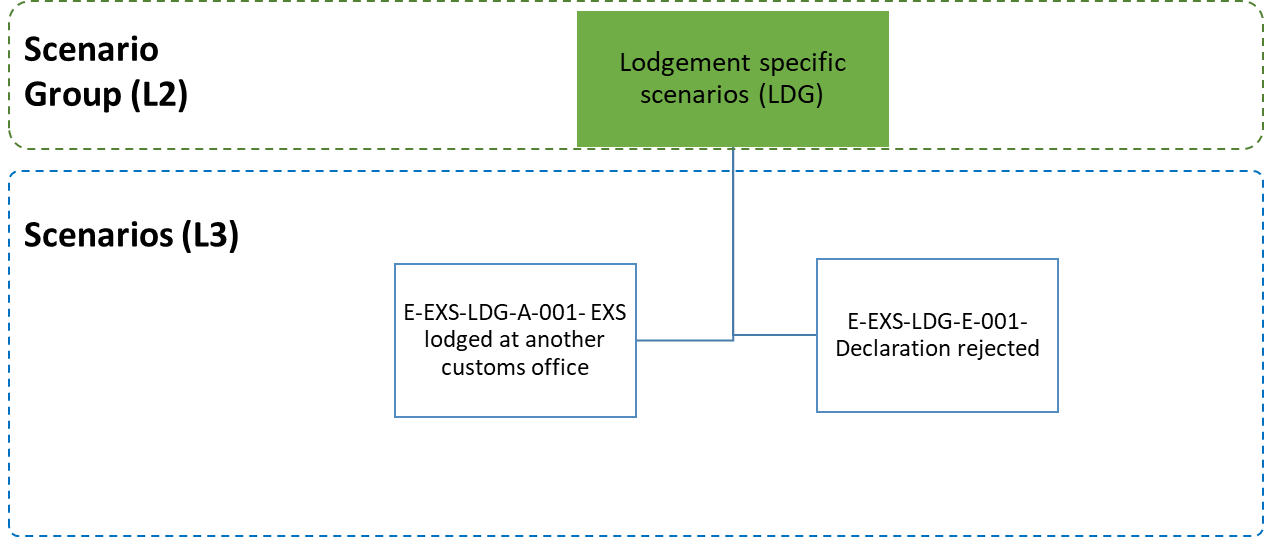 Scenario
Group (L2)
Lodgement specific
scenarios (LDG)
Scenarios (L3)
E-EXS-LDG-A-001- EXS
lodged at another
customs office
E-EXS-LDG-E-001-
Declaration rejected